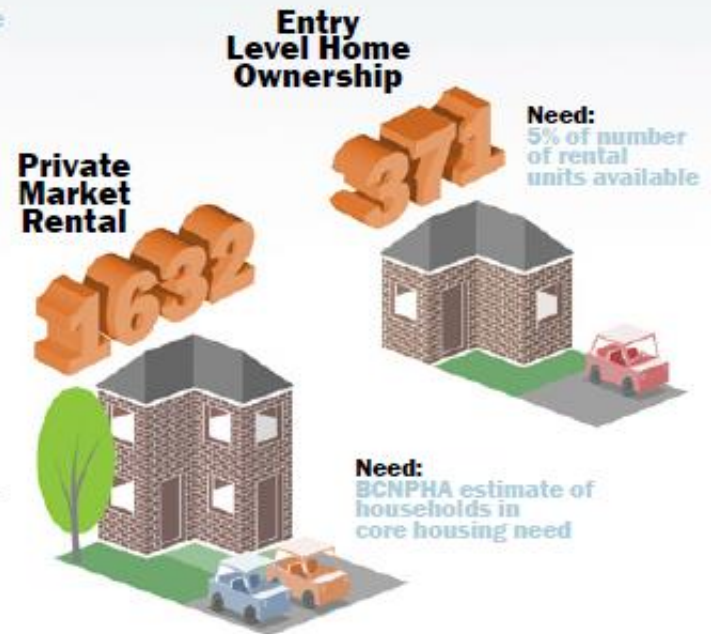 Entry
Level Home
Ownership
371
Need:
5% of number
of rental
units available
Private
Market
Rental
1632
Need:
BCNPHA estimate of
households in
core housing need